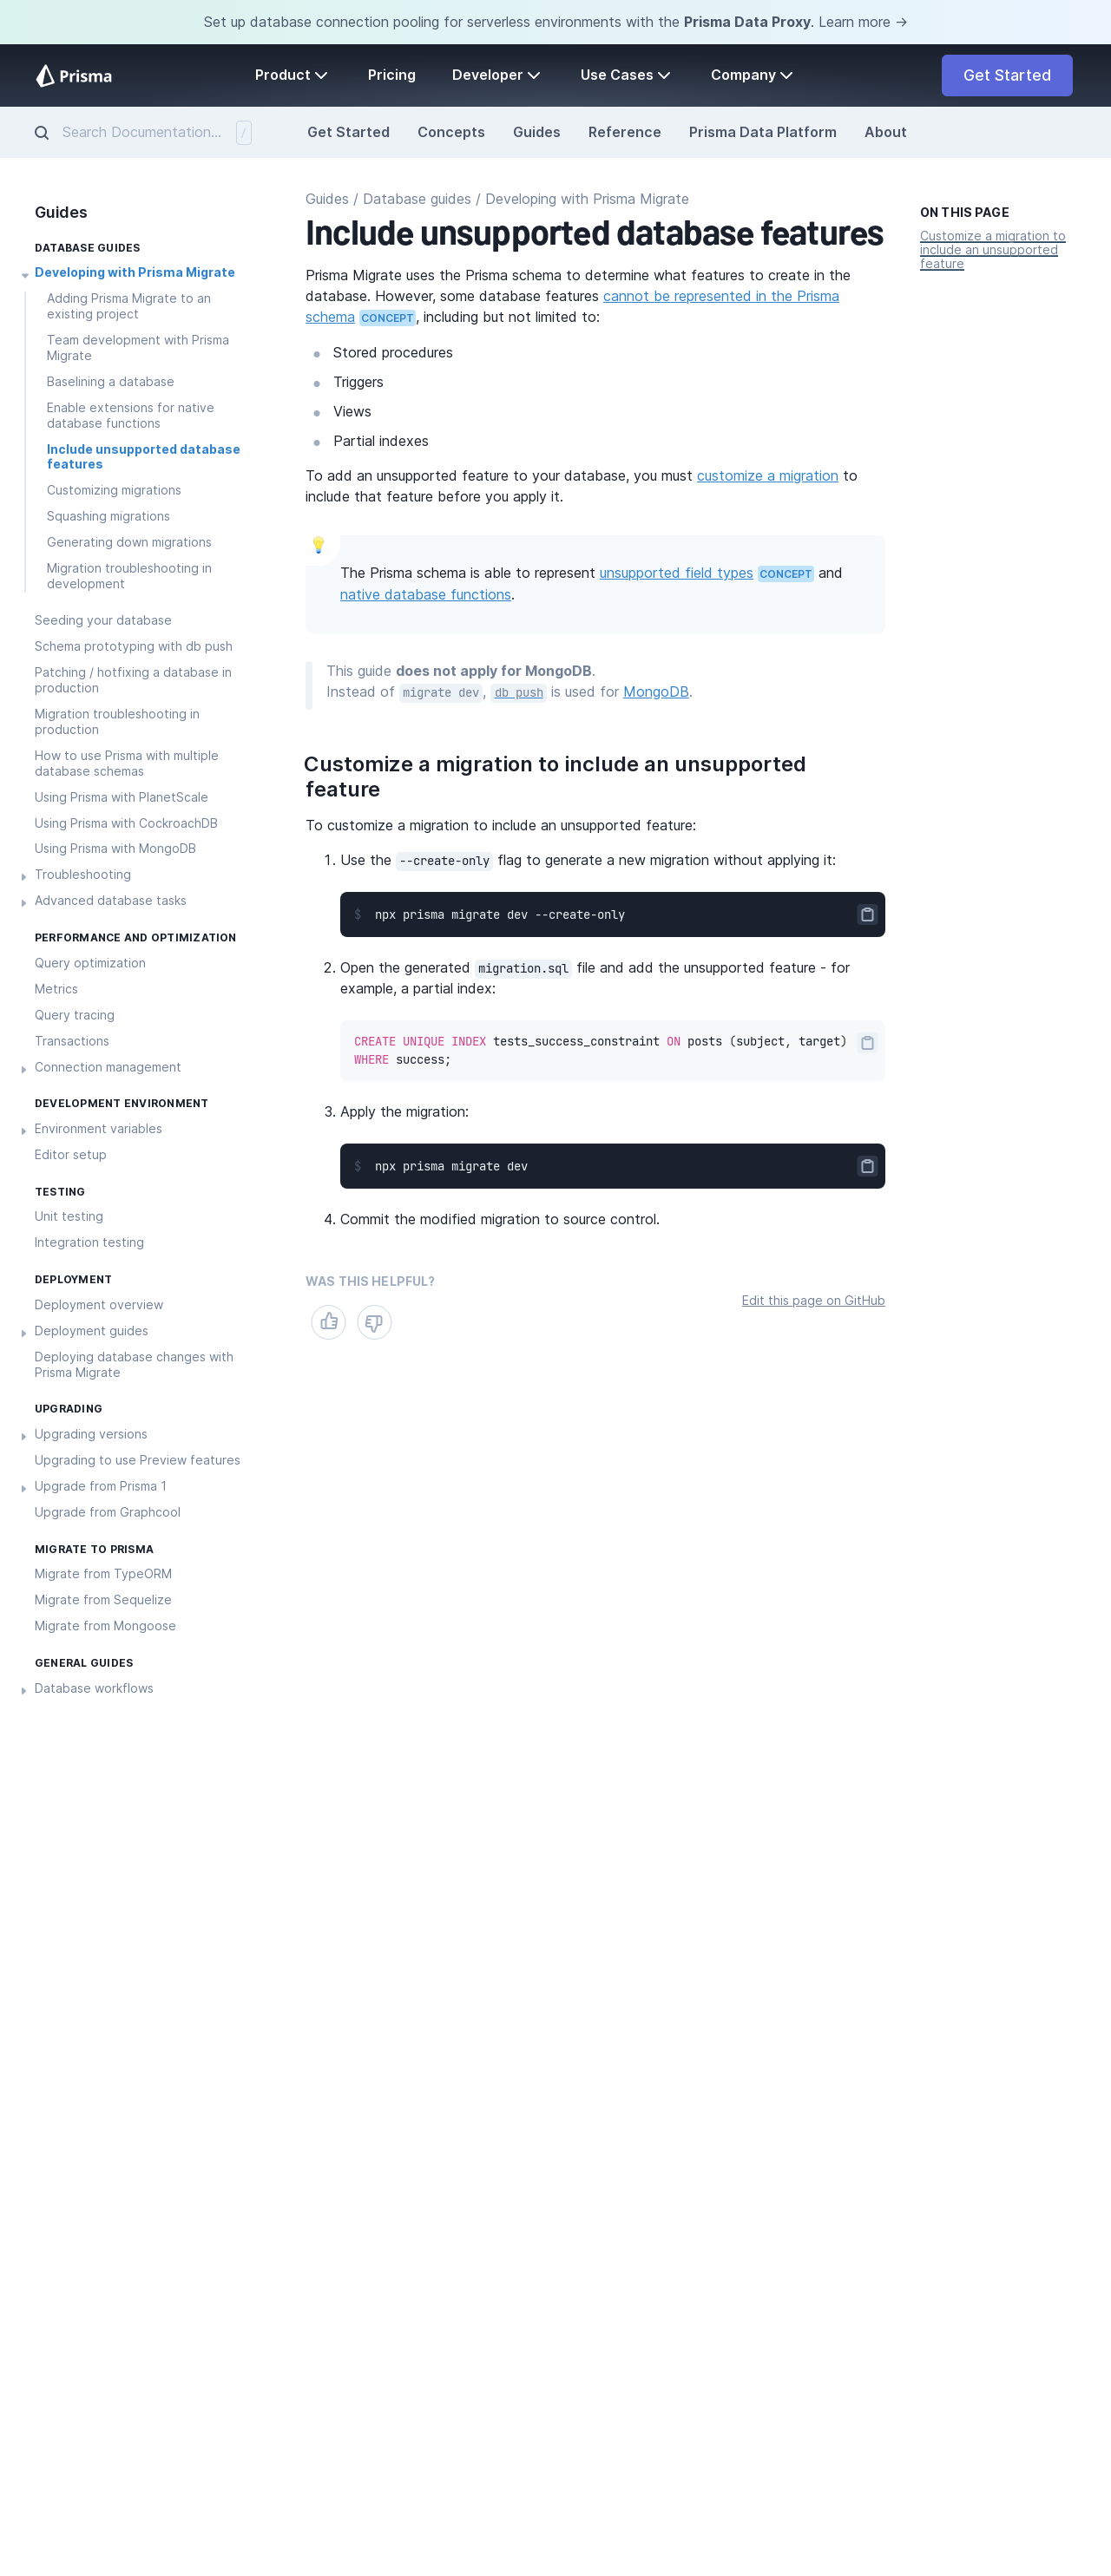 Set up database connection pooling for serverless environments with the Prisma Data Proxy. Learn more →
Prisma
Product
Pricing
Developer
Use Cases
Company
Get Started
Search Documentation...
/
Get Started
Concepts
Guides
Reference
Prisma Data Platform
About
Guides
DATABASE GUIDES
Developing with Prisma Migrate
Adding Prisma Migrate to an
existing project
Team development with Prisma
Migrate
Baselining a database
Enable extensions for native
database functions
Include unsupported database
features
Customizing migrations
Squashing migrations
Generating down migrations
Migration troubleshooting in
development
Seeding your database
Schema prototyping with db push
Patching / hotfixing a database in
production
Migration troubleshooting in
production
How to use Prisma with multiple
database schemas
Using Prisma with PlanetScale
Using Prisma with CockroachDB
Using Prisma with MongoDB
Troubleshooting
Advanced database tasks
PERFORMANCE AND OPTIMIZATION
Query optimization
Metrics
Query tracing
Transactions
Connection management
DEVELOPMENT ENVIRONMENT
Environment variables
Editor setup
TESTING
Unit testing
Integration testing
DEPLOYMENT
Deployment overview
Deployment guides
Deploying database changes with
Prisma Migrate
UPGRADING
Upgrading versions
Upgrading to use Preview features
Upgrade from Prisma 1
Upgrade from Graphcool
MIGRATE TO PRISMA
Migrate from TypeORM
Migrate from Sequelize
Migrate from Mongoose
GENERAL GUIDES
Database workflows
Guides / Database guides / Developing with Prisma Migrate
Include unsupported database features
Prisma Migrate uses the Prisma schema to determine what features to create in the
database. However, some database features cannot be represented in the Prisma
schema CONCEPT, including but not limited to:
Stored procedures
Triggers
Views
Partial indexes
To add an unsupported feature to your database, you must customize a migration to
include that feature before you apply it.
The Prisma schema is able to represent unsupported field types CONCEPT and
native database functions.
This guide does not apply for MongoDB.
Instead of migrate dev, db push is used for MongoDB.
Customize a migration to include an unsupported
feature
To customize a migration to include an unsupported feature:
1. Use the --create-only flag to generate a new migration without applying it:
$ npx prisma migrate dev --create-only
2. Open the generated migration.sql file and add the unsupported feature - for
example, a partial index:
CREATE UNIQUE INDEX tests_success_constraint ON posts (subject, target)
WHERE success;
3. Apply the migration:
$ npx prisma migrate dev
4. Commit the modified migration to source control.
WAS THIS HELPFUL?
Edit this page on GitHub
ON THIS PAGE
Customize a migration to
include an unsupported
feature